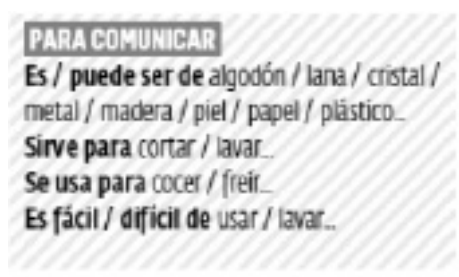 PARA COMUNICAR
Es / puede ser de algodón / lana / cristal /
metal / madera / piel / papel / plástico...
Sirve para cortar / lavar...
Se usa para cocer / freír...
Es fácil / difícil de usar / lavar...